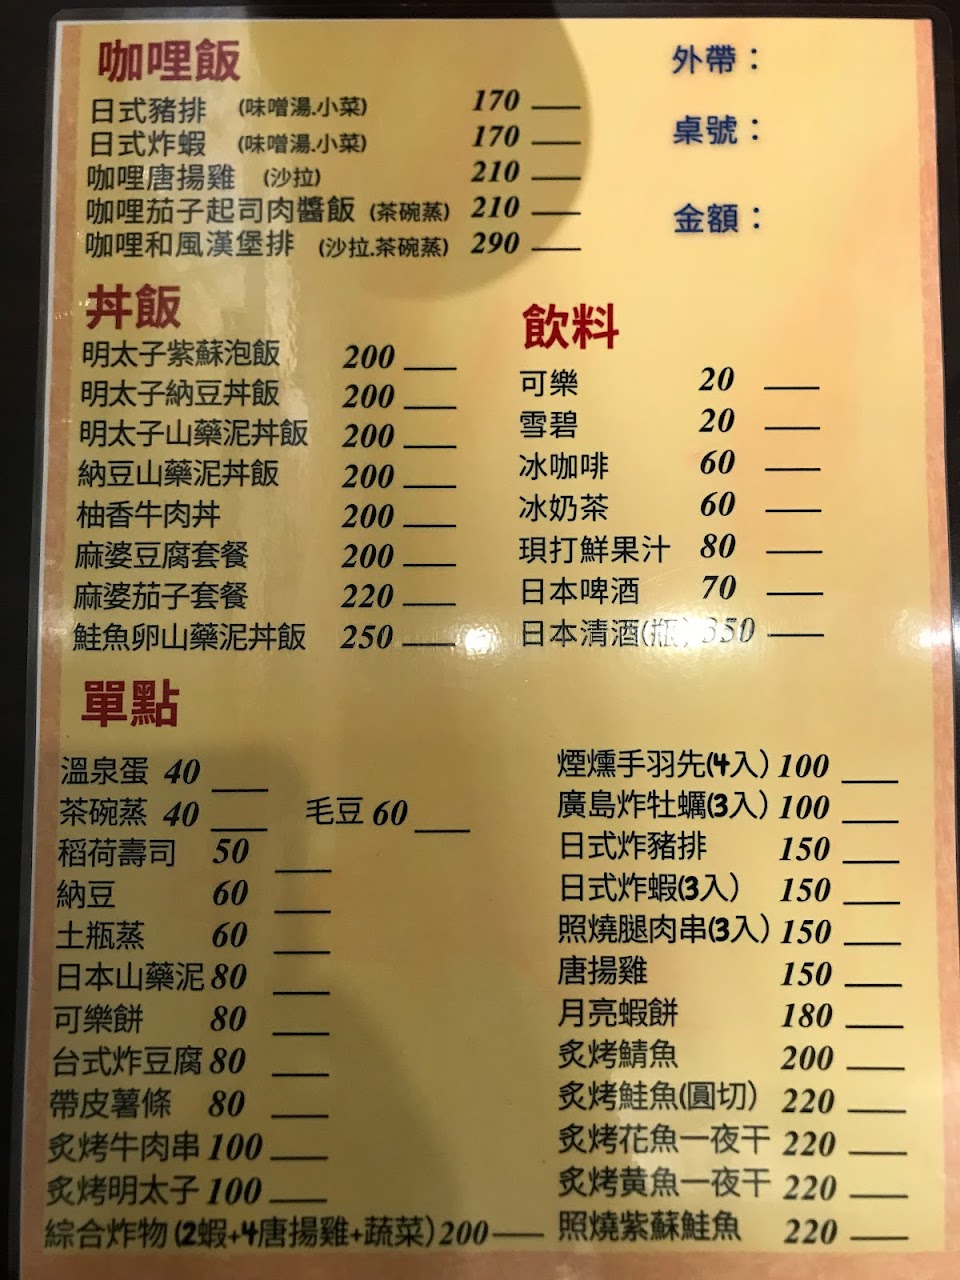 咖哩飯
日式豬排 (味噌湯.小菜) 170
日式炸蝦 (味噌湯.小菜) 170
咖哩唐揚雞 (沙拉) 210
咖哩茄子起司肉醬飯 (茶碗蒸) 210
咖哩和風漢堡排 (沙拉.茶碗蒸) 290
外帶：
桌號：
金額：
丼飯
明太子紫蘇泡飯 200
明太子納豆丼飯 200
明太子山藥泥丼飯 200
納豆山藥泥丼飯 200
柚香牛肉丼 200
麻婆豆腐套餐 200
麻婆茄子套餐 220
鮭魚卵山藥泥丼飯 250
飲料
可樂 20
雪碧 20
冰咖啡 60
冰奶茶 60
現打鮮果汁 80
日本啤酒 70
日本清酒(瓶) 350
單點
溫泉蛋 40
茶碗蒸 40
毛豆 60
稻荷壽司 50
納豆 60
土瓶蒸 60
日本山藥泥 80
可樂餅 80
台式炸豆腐 80
帶皮薯條 80
炙烤牛肉串 100
炙烤明太子 100
綜合炸物 (2蝦+4唐揚雞+蔬菜) 200
煙燻手羽先(4入) 100
廣島炸牡蠣(3入) 100
日式炸豬排 150
日式炸蝦(3入) 150
照燒腿肉串(3入) 150
唐揚雞 150
月亮蝦餅 180
炙烤鯖魚 200
炙烤鮭魚(圓切) 220
炙烤花魚一夜干 220
炙烤黃魚一夜干 220
照燒紫蘇鮭魚 220